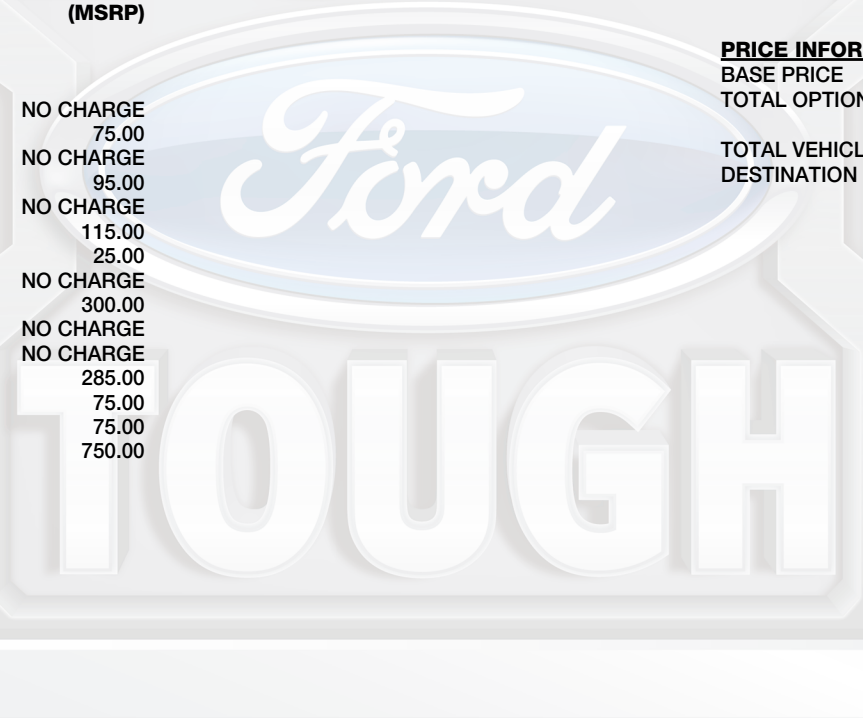 (MSRP)
NO CHARGE
75.00
NO CHARGE
95.00
NO CHARGE
115.00
25.00
NO CHARGE
300.00
NO CHARGE
NO CHARGE
285.00
75.00
75.00
750.00
PRICE INFOR
BASE PRICE
TOTAL OPTION
TOTAL VEHICL
DESTINATION
Ford
TOUGH